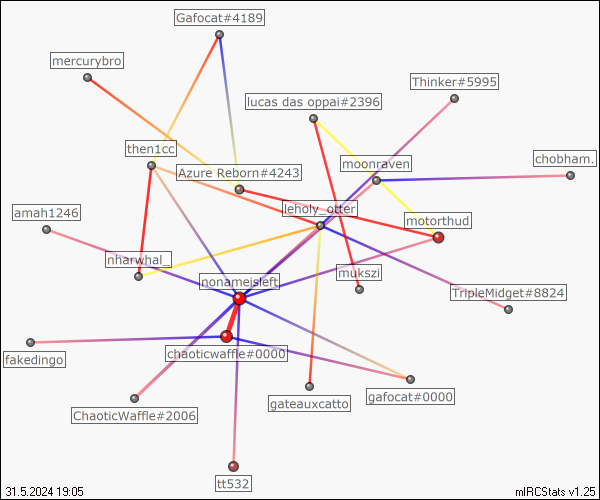 Gafocat#4189
mercurybro
Thinker#5995
lucas das oppai#2396
then1cc
moonraven
chobham.
Azure Reborn#4243
leholy_otter
amah1246
motorthud
nharwhal_
mukszi
nonameisleft
TripleMidget#8824
chaoticwaffle#0000
fakedingo
gafocat#0000
gateauxcatto
ChaoticWaffle#2006
tt532
31.5.2024 19:05
mIRCStats v1.25